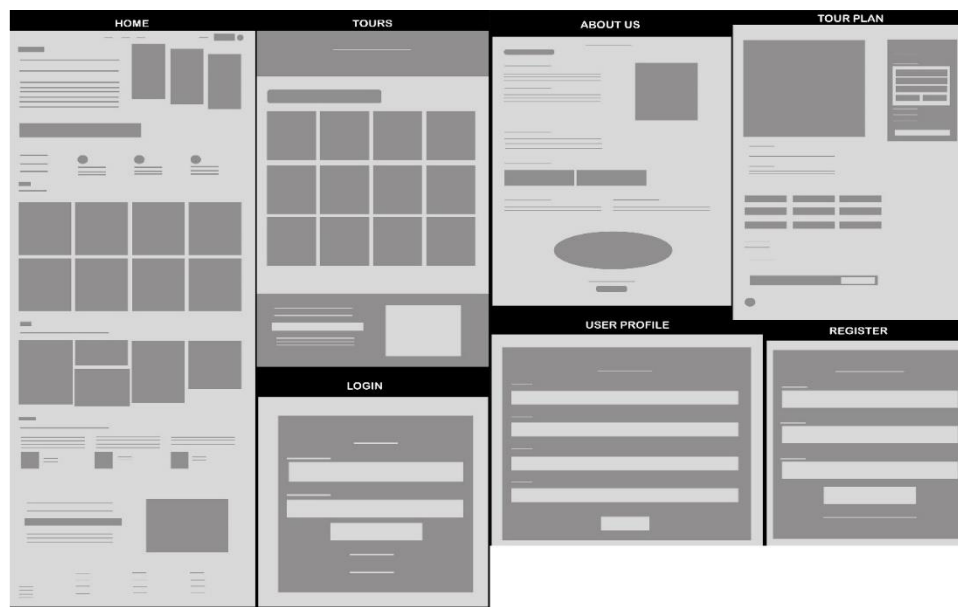 HOME
TOURS
ABOUT US
TOUR PLAN
USER PROFILE
REGISTER
LOGIN